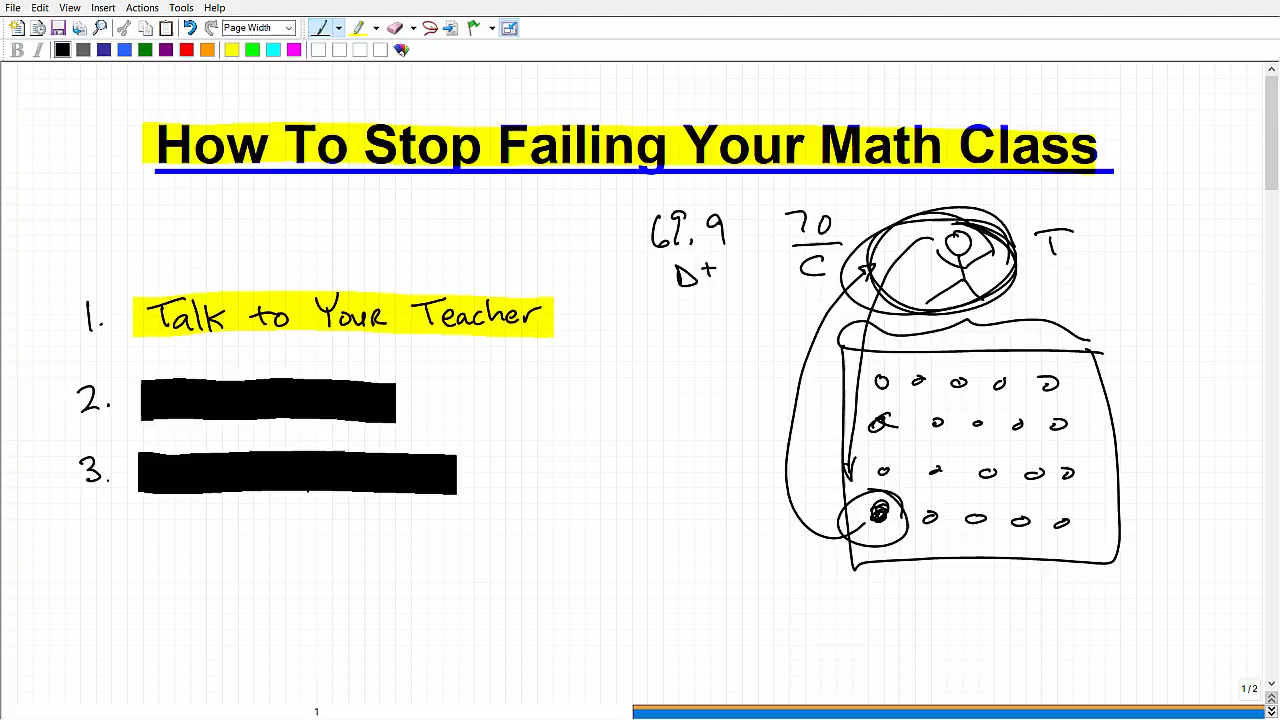 File Edit View Insert Actions Tools Help
Page Width
B I
How To Stop Failing Your Math Class
69.9 70 T
D+ C
1. Talk to Your Teacher
2.
3.
1/2
1